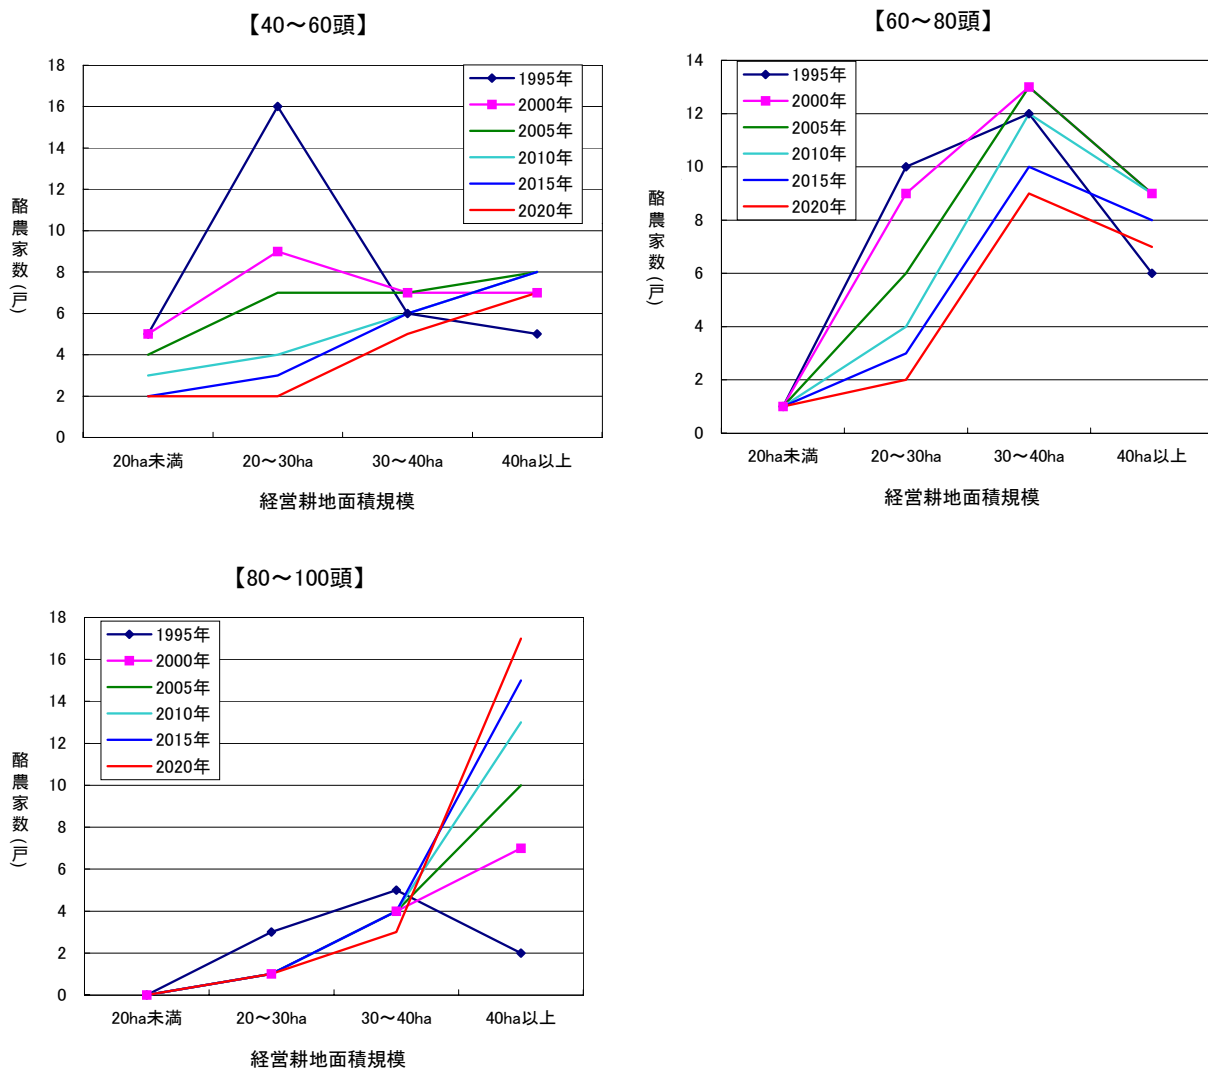 【40～60頭】
18
16
14
12
10
8
6
4
2
0
酪農家数(戸)
1995年
2000年
2005年
2010年
2015年
2020年
20ha未満
20～30ha
30～40ha
40ha以上
経営耕地面積規模
【60～80頭】
14
12
10
8
6
4
2
0
酪農家数(戸)
1995年
2000年
2005年
2010年
2015年
2020年
20ha未満
20～30ha
30～40ha
40ha以上
経営耕地面積規模
【80～100頭】
18
16
14
12
10
8
6
4
2
0
酪農家数(戸)
1995年
2000年
2005年
2010年
2015年
2020年
20ha未満
20～30ha
30～40ha
40ha以上
経営耕地面積規模